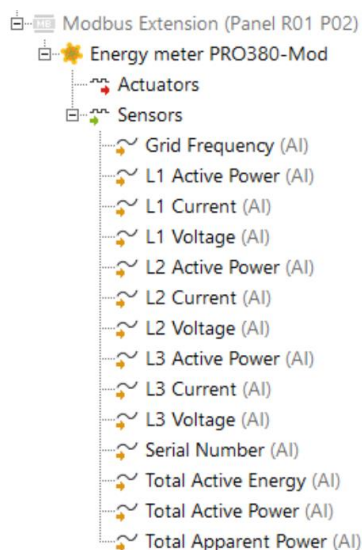 Modbus Extension (Panel R01 P02)
Energy meter PRO380-Mod
Actuators
Sensors
Grid Frequency (AI)
L1 Active Power (AI)
L1 Current (AI)
L1 Voltage (AI)
L2 Active Power (AI)
L2 Current (AI)
L2 Voltage (AI)
L3 Active Power (AI)
L3 Current (AI)
L3 Voltage (AI)
Serial Number (AI)
Total Active Energy (AI)
Total Active Power (AI)
Total Apparent Power (AI)